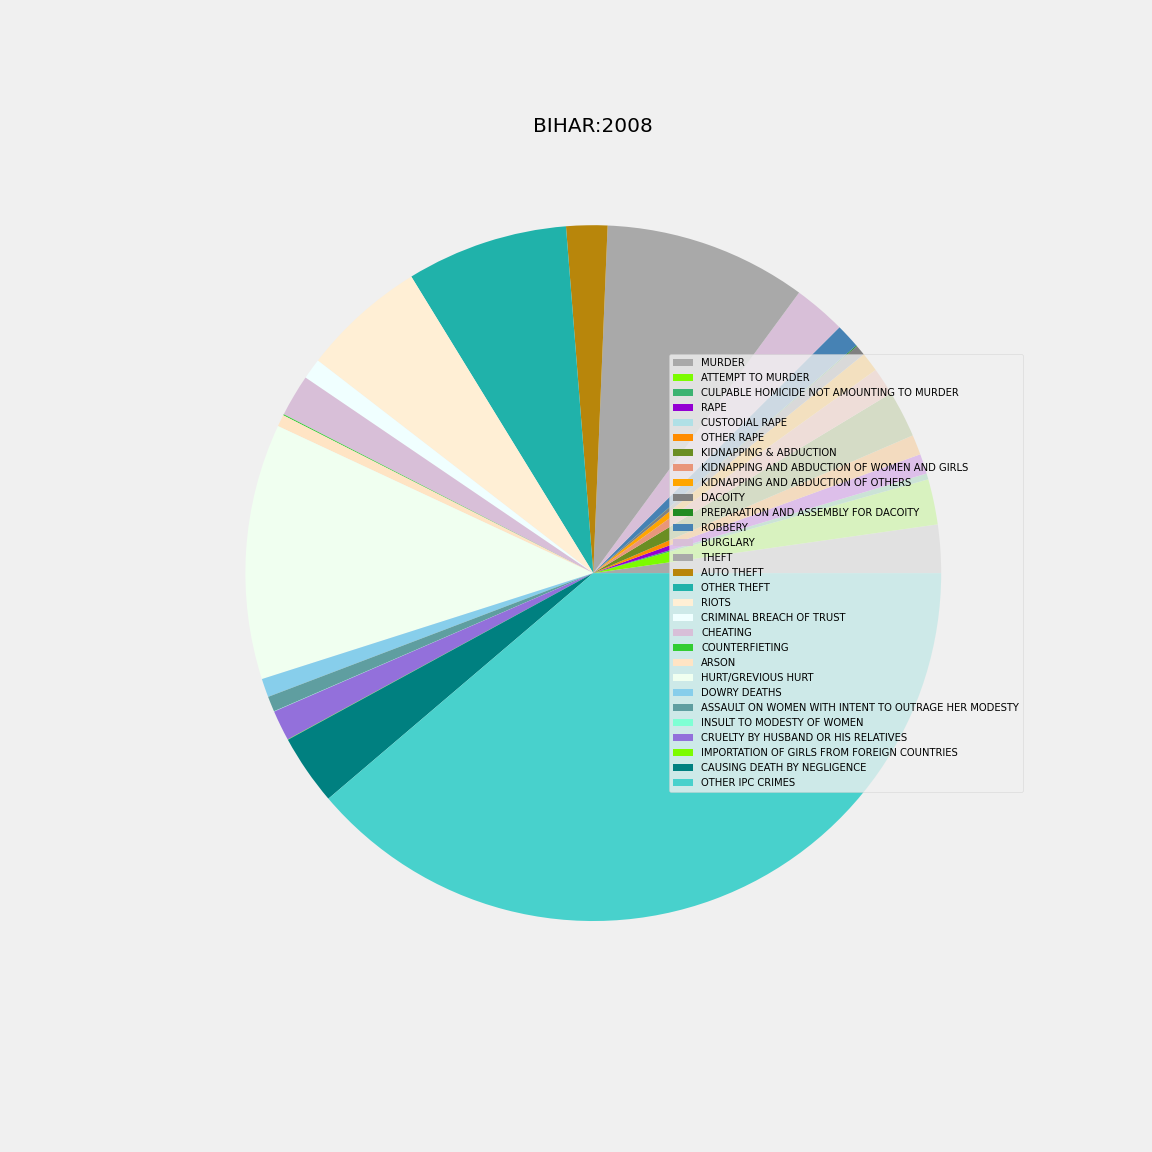 BIHAR:2008
MURDER
ATTEMPT TO MURDER
CULPABLE HOMICIDE NOT AMOUNTING TO MURDER
RAPE
CUSTODIAL RAPE
OTHER RAPE
KIDNAPPING & ABDUCTION
KIDNAPPING AND ABDUCTION OF WOMEN AND GIRLS
KIDNAPPING AND ABDUCTION OF OTHERS
DACOITY
PREPARATION AND ASSEMBLY FOR DACOITY
ROBBERY
BURGLARY
THEFT
AUTO THEFT
OTHER THEFT
RIOTS
CRIMINAL BREACH OF TRUST
CHEATING
COUNTERFIETING
ARSON
HURT/GREVIOUS HURT
DOWRY DEATHS
ASSAULT ON WOMEN WITH INTENT TO OUTRAGE HER MODESTY
INSULT TO MODESTY OF WOMEN
CRUELTY BY HUSBAND OR HIS RELATIVES
IMPORTATION OF GIRLS FROM FOREIGN COUNTRIES
CAUSING DEATH BY NEGLIGENCE
OTHER IPC CRIMES